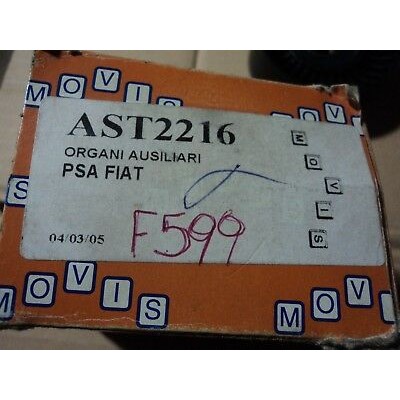 MOVIS
AST2216
ORGANI AUSILIARI
PSA FIAT
MOVIS
04/03/05
F599
S
MOVIS
MOVIS